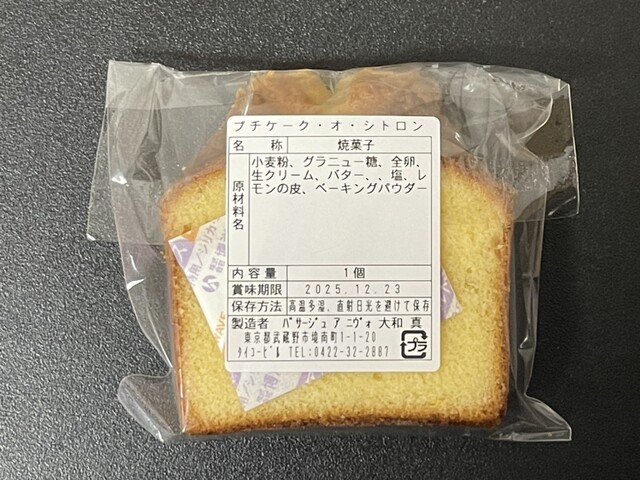 プチケーク・オ・シトロン
名称 焼菓子
原材料名 小麦粉、グラニュー糖、全卵、
生クリーム、バター、,塩、レ
モンの皮、ベーキングパウダー
内容量 1個
賞味期限 2025.12.23
保存方法 高温多湿、直射日光を避けて保存
製造者 パサージュ ア ニヴォ 大和 真
東京都武蔵野市境南町1-1-20
タイコービル TEL:0422-32-2887
プラ